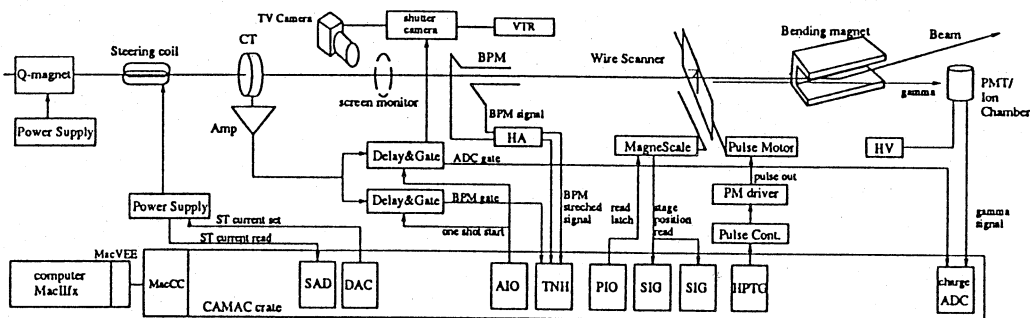 TV Camera
shutter
camera
VTR
Bending magnet
Beam
Steering coil
CT
BPM
Wire Scanner
Q-magnet
gamma
PMT/
Ion
Chamber
screen monitor
Power Supply
Amp
BPM signal
HA
MagneScale
Pulse Motor
HV
Delay&Gate
ADC gate
pulse out
PM driver
Power Supply
Delay&Gate
BPM gate
BPM
streched
signal
read
latch
stage
position
read
Pulse Cont.
gamma
signal
ST current set
one shot start
ST current read
MacVEE
computer
MacIIfx
MacCC
SAD
DAC
AIO
TNH
PIO
SIG
SIG
HPTG
charge
ADC
CAMAC crate